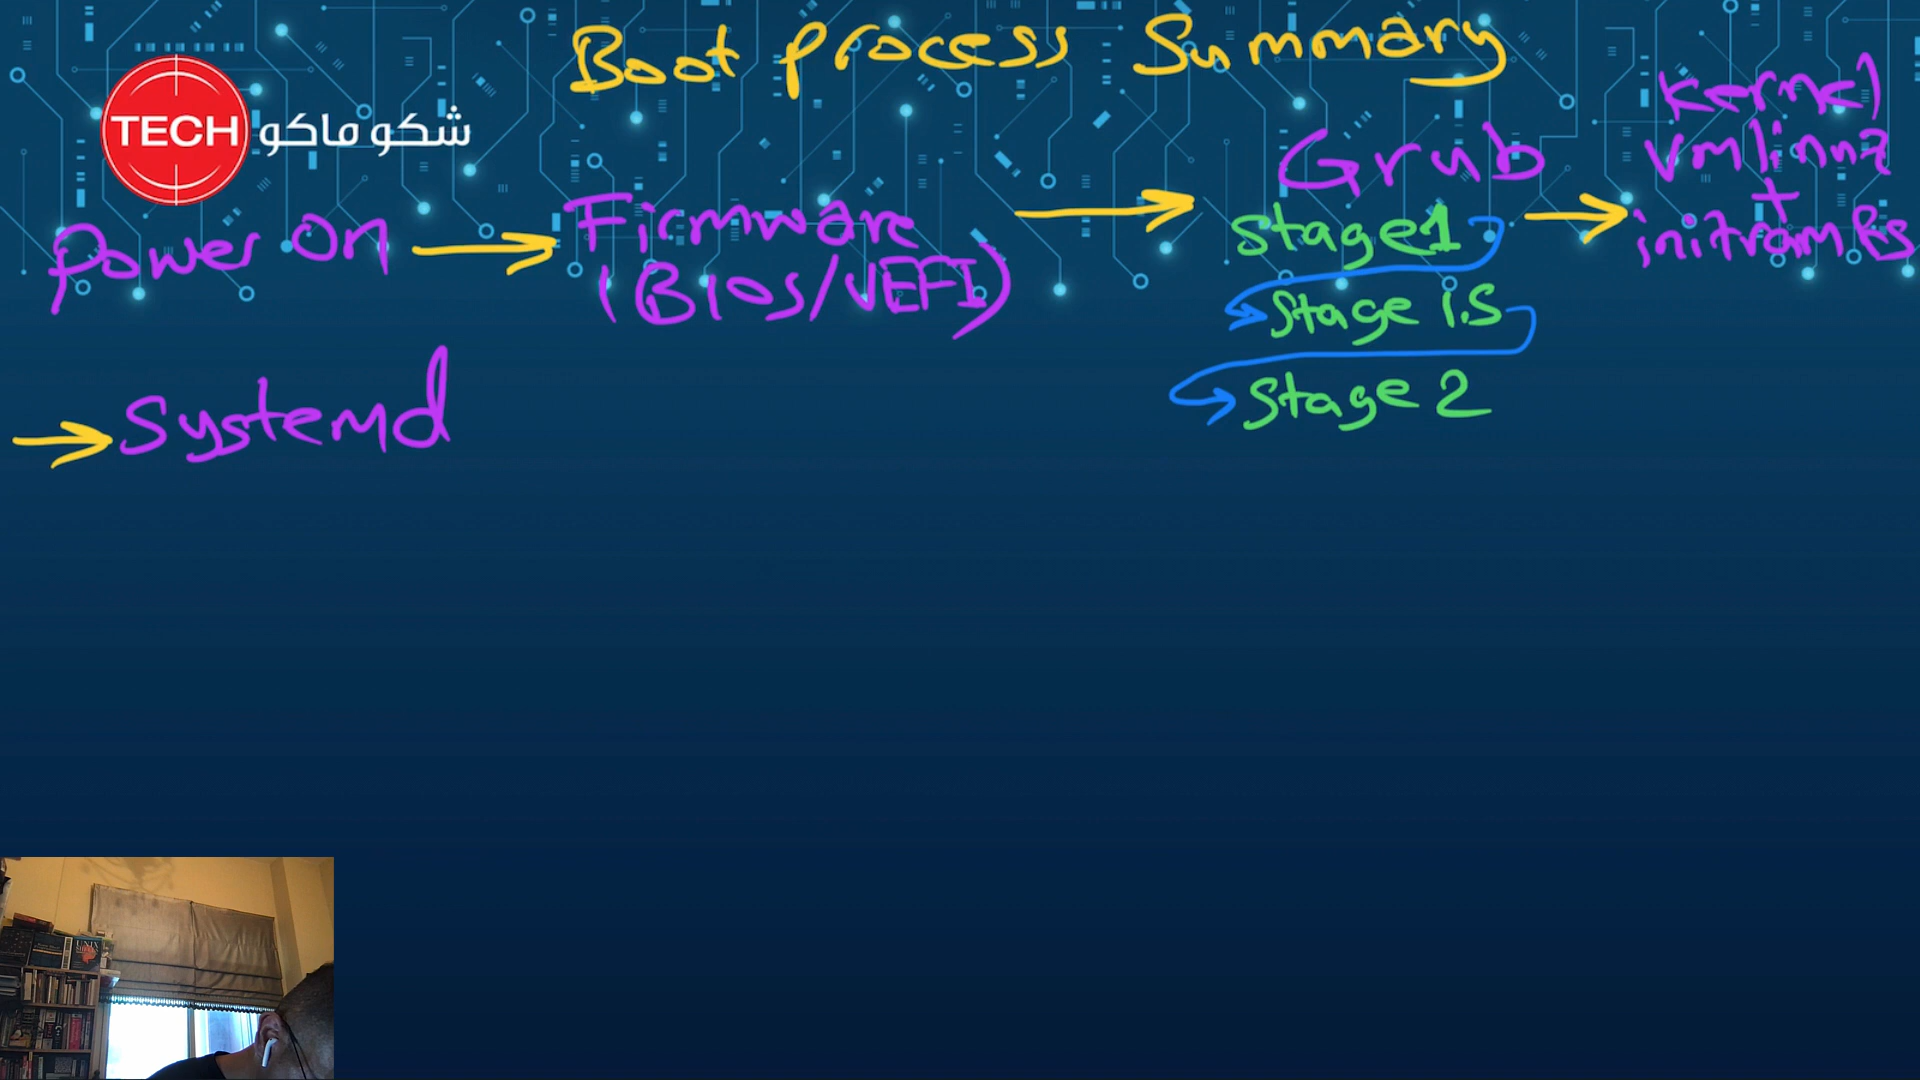 Boot process Summary
TECH شكو ماكو
Power On → Firmware (BIOS/UEFI) → Grub
Stage1
Stage 1.5
Stage 2
→ kernel
vmlinuz
+
initramfs
→ Systemd
UNIX